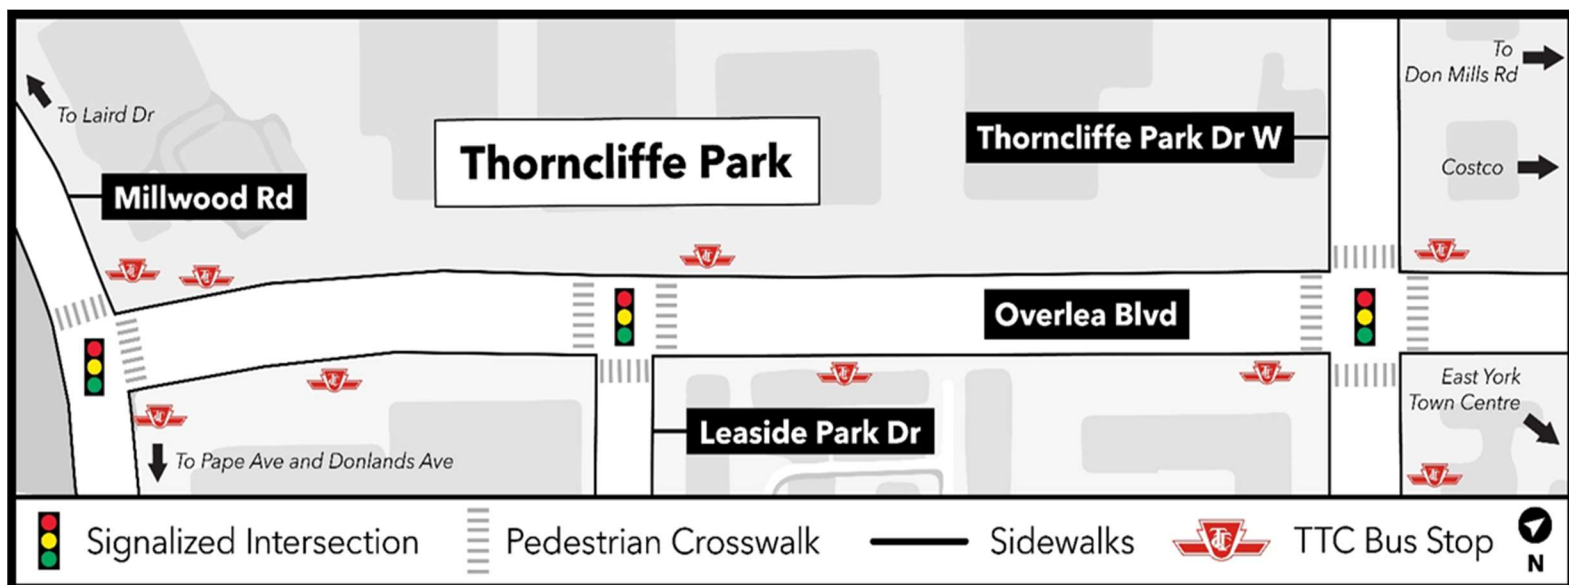 To Laird Dr
Millwood Rd
Thorncliffe Park
Thorncliffe Park Dr W
To
Don Mills Rd
Costco
Overlea Blvd
East York
Town Centre
Leaside Park Dr
To Pape Ave and Donlands Ave
Signalized Intersection
Pedestrian Crosswalk
Sidewalks
TTC Bus Stop
N